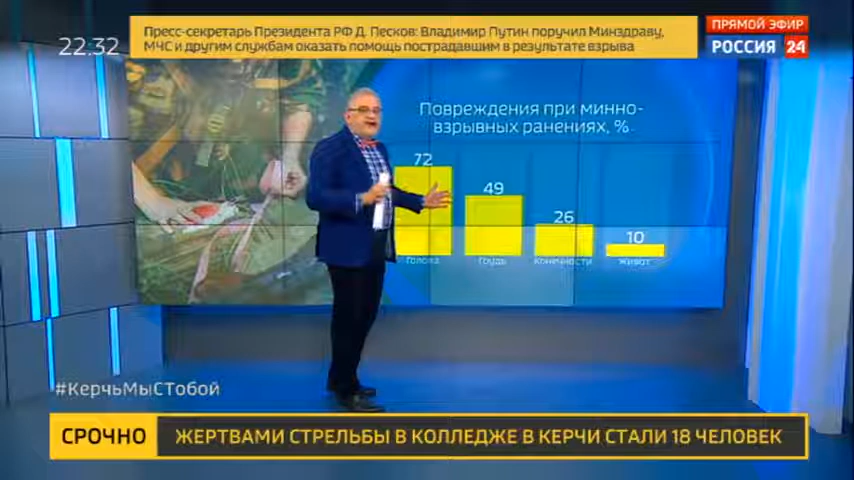 Пресс-секретарь Президента РФ Д. Песков: Владимир Путин поручил Минздраву,
МЧС и другим службам оказать помощь пострадавшим в результате взрыва
ПРЯМОЙ ЭФИР
РОССИЯ 24
22:32
Повреждения при минно-
взрывных ранениях, %
72
49
26
10
Голова
Грудь
Конечности
Живот
#КерчьМыСТобой
СРОЧНО
ЖЕРТВАМИ СТРЕЛЬБЫ В КОЛЛЕДЖЕ В КЕРЧИ СТАЛИ 18 ЧЕЛОВЕК